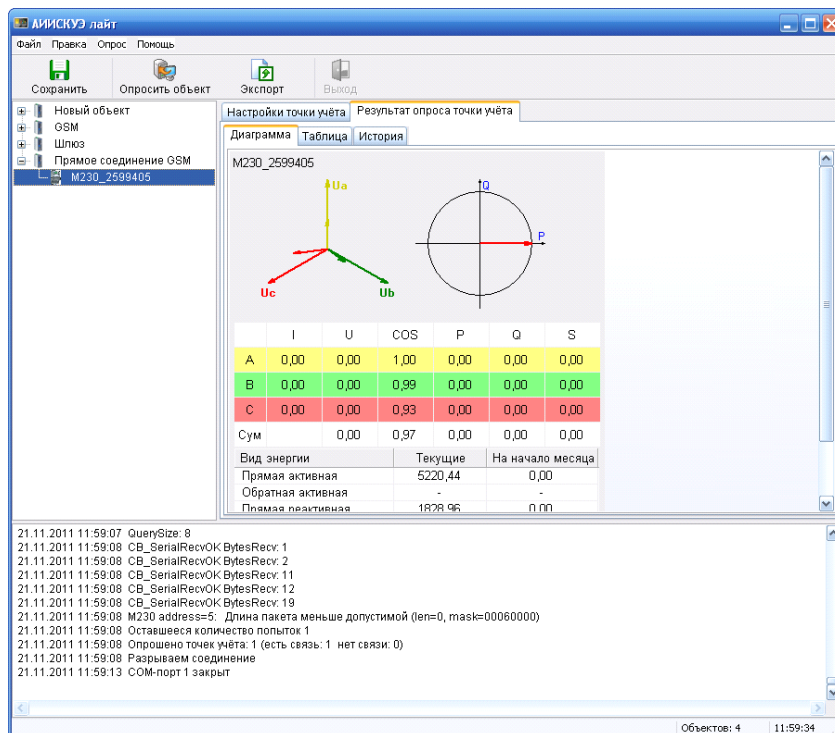 АИИСКУЭ лайт
Файл Правка Опрос Помощь
Сохранить Опросить объект Экспорт Выход
Новый объект
GSM
Шлюз
Прямое соединение GSM
M230_2599405
Настройки точки учёта Результат опроса точки учёта
Диаграмма Таблица История
M230_2599405
Ua
Uc
Ub
Q
P
I U COS P Q S
A 0,00 0,00 1,00 0,00 0,00 0,00
B 0,00 0,00 0,99 0,00 0,00 0,00
C 0,00 0,00 0,93 0,00 0,00 0,00
Сум 0,00 0,97 0,00 0,00 0,00
Вид энергии Текущие На начало месяца
Прямая активная 5220,44 0,00
Обратная активная - -
Прямая реактивная 1828,96 0,00
21.11.2011 11:59:07 QuerySize: 8
21.11.2011 11:59:08 CB_SerialRecvOK BytesRecv: 1
21.11.2011 11:59:08 CB_SerialRecvOK BytesRecv: 2
21.11.2011 11:59:08 CB_SerialRecvOK BytesRecv: 11
21.11.2011 11:59:08 CB_SerialRecvOK BytesRecv: 12
21.11.2011 11:59:08 CB_SerialRecvOK BytesRecv: 19
21.11.2011 11:59:08 M230 address=5: Длина пакета меньше допустимой (len=0, mask=00060000)
21.11.2011 11:59:08 Оставшееся количество попыток 1
21.11.2011 11:59:08 Опрошено точек учёта: 1 (есть связь: 1 нет связи: 0)
21.11.2011 11:59:08 Разрываем соединение
21.11.2011 11:59:13 COM-порт 1 закрыт
Объектов: 4 11:59:34